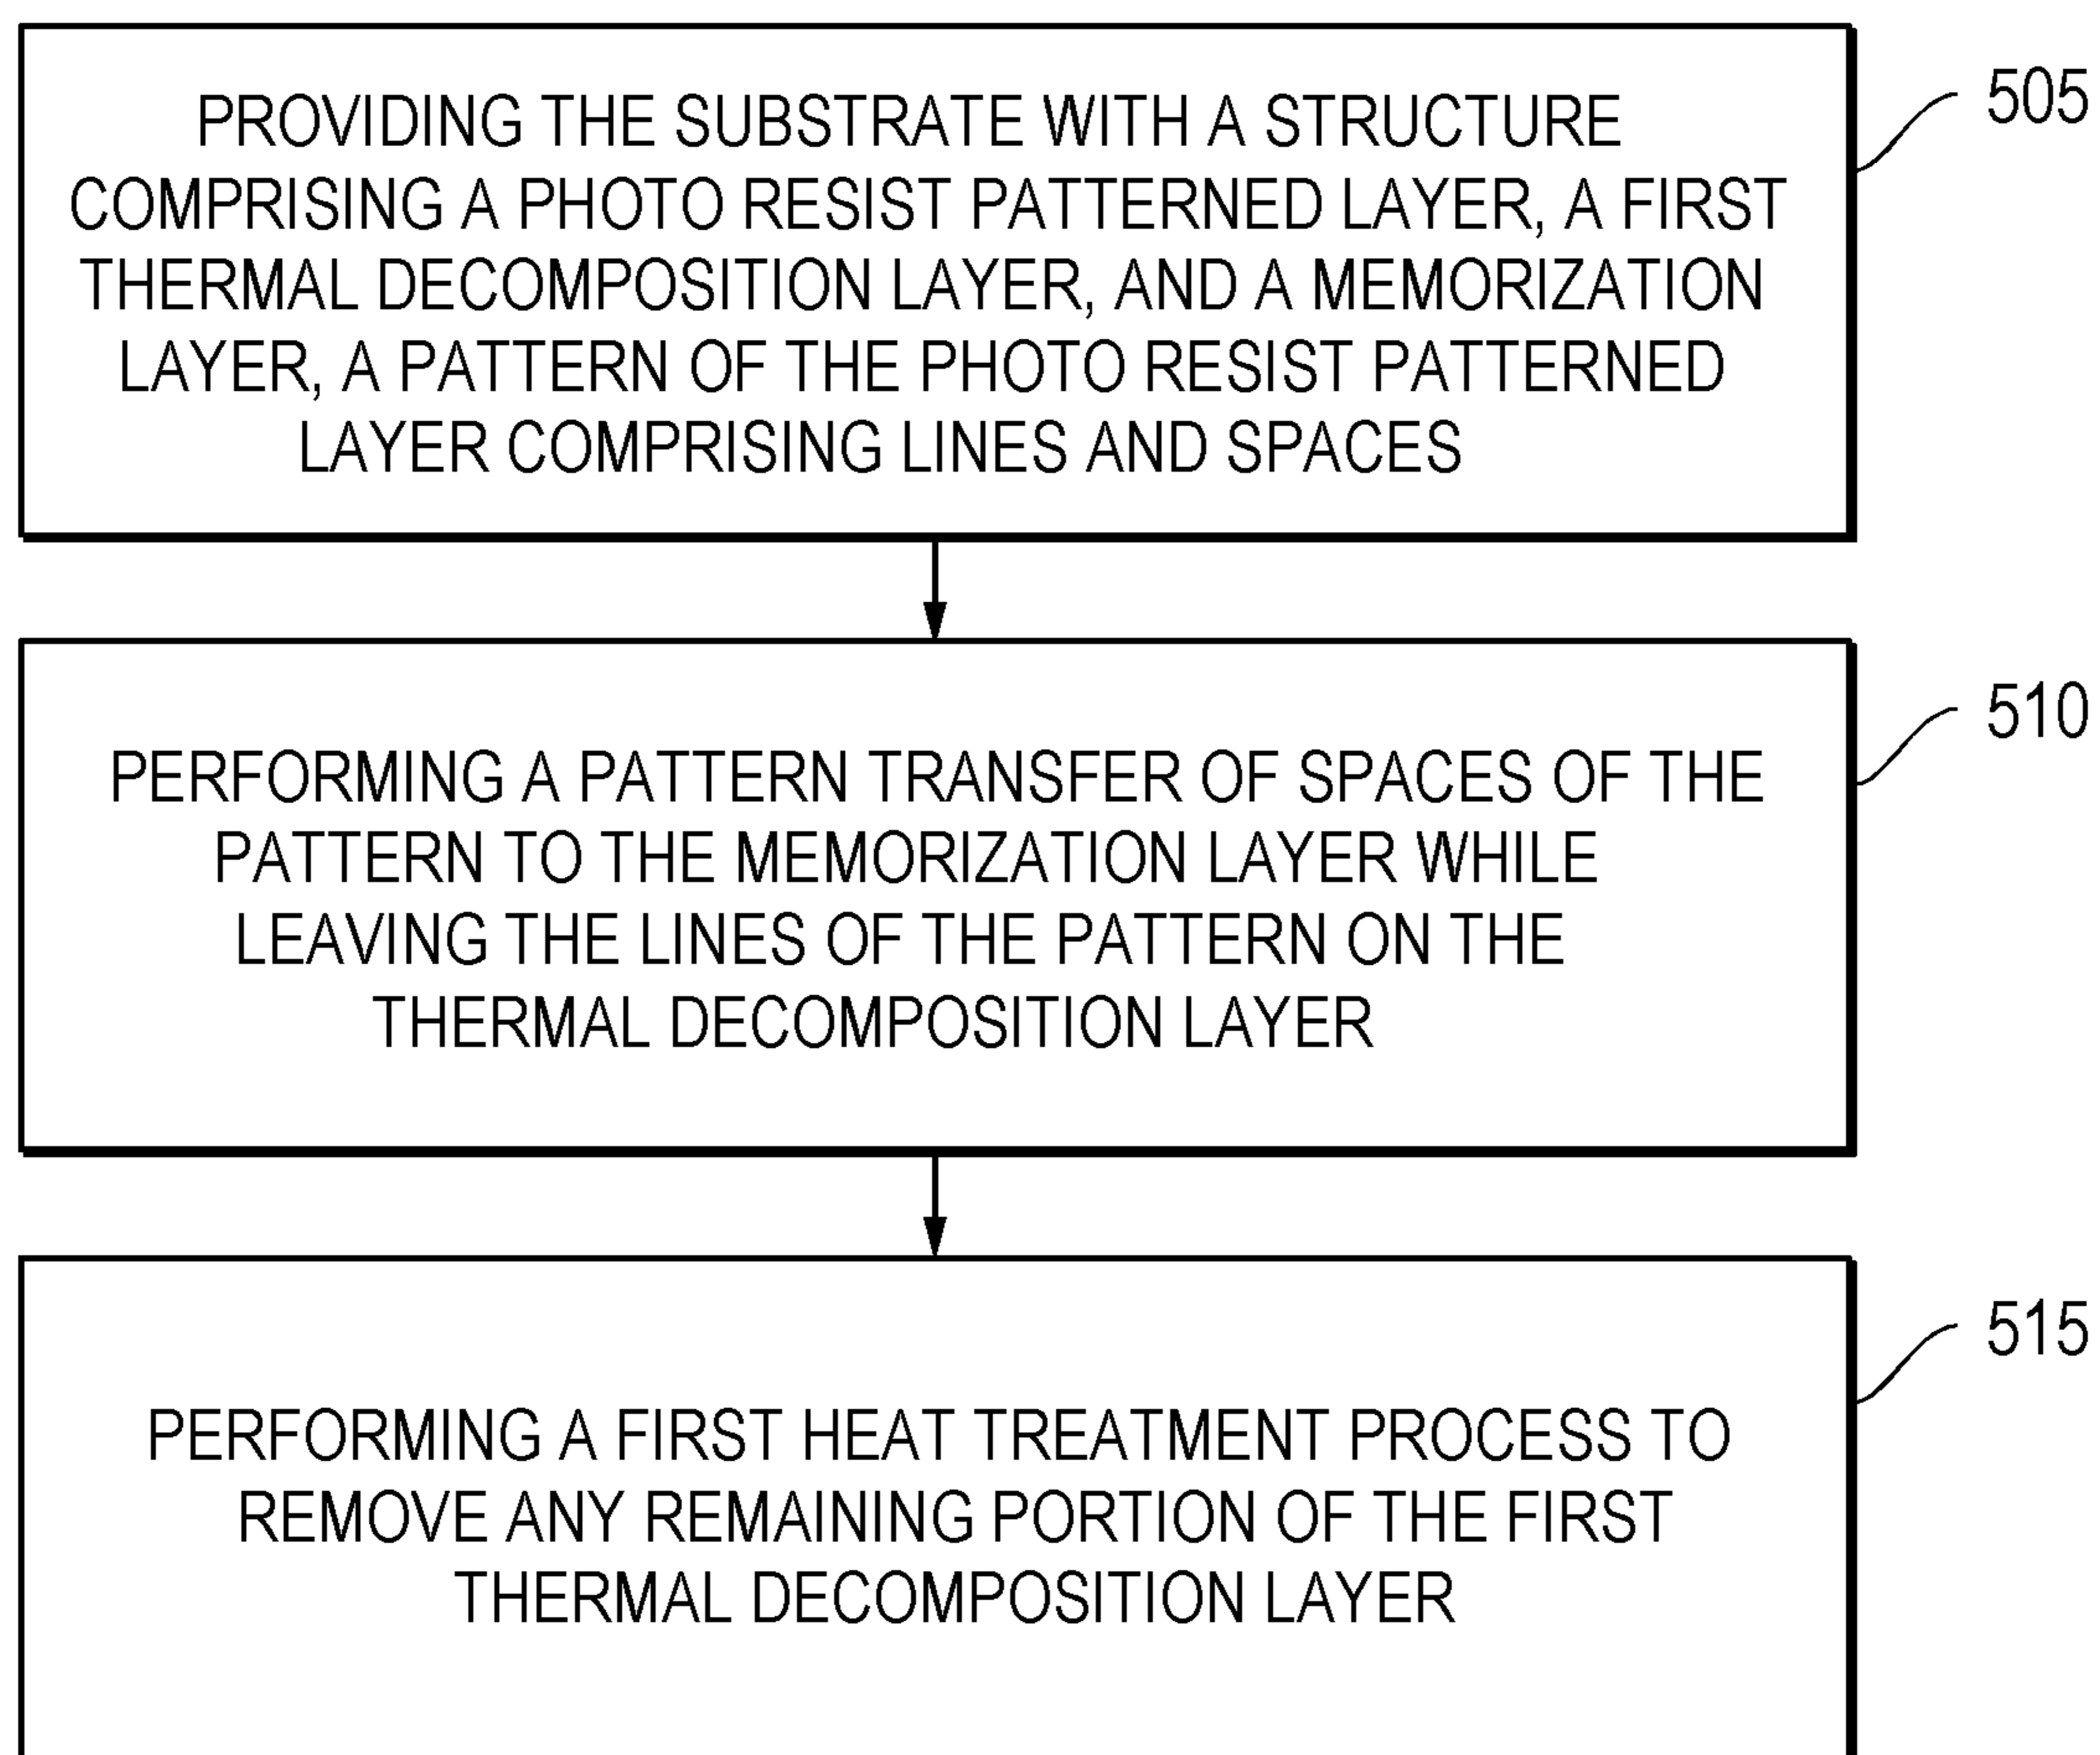 PROVIDING THE SUBSTRATE WITH A STRUCTURE
COMPRISING A PHOTO RESIST PATTERNED LAYER, A FIRST
THERMAL DECOMPOSITION LAYER, AND A MEMORIZATION
LAYER, A PATTERN OF THE PHOTO RESIST PATTERNED
LAYER COMPRISING LINES AND SPACES
505
PERFORMING A PATTERN TRANSFER OF SPACES OF THE
PATTERN TO THE MEMORIZATION LAYER WHILE
LEAVING THE LINES OF THE PATTERN ON THE
THERMAL DECOMPOSITION LAYER
510
PERFORMING A FIRST HEAT TREATMENT PROCESS TO
REMOVE ANY REMAINING PORTION OF THE FIRST
THERMAL DECOMPOSITION LAYER
515